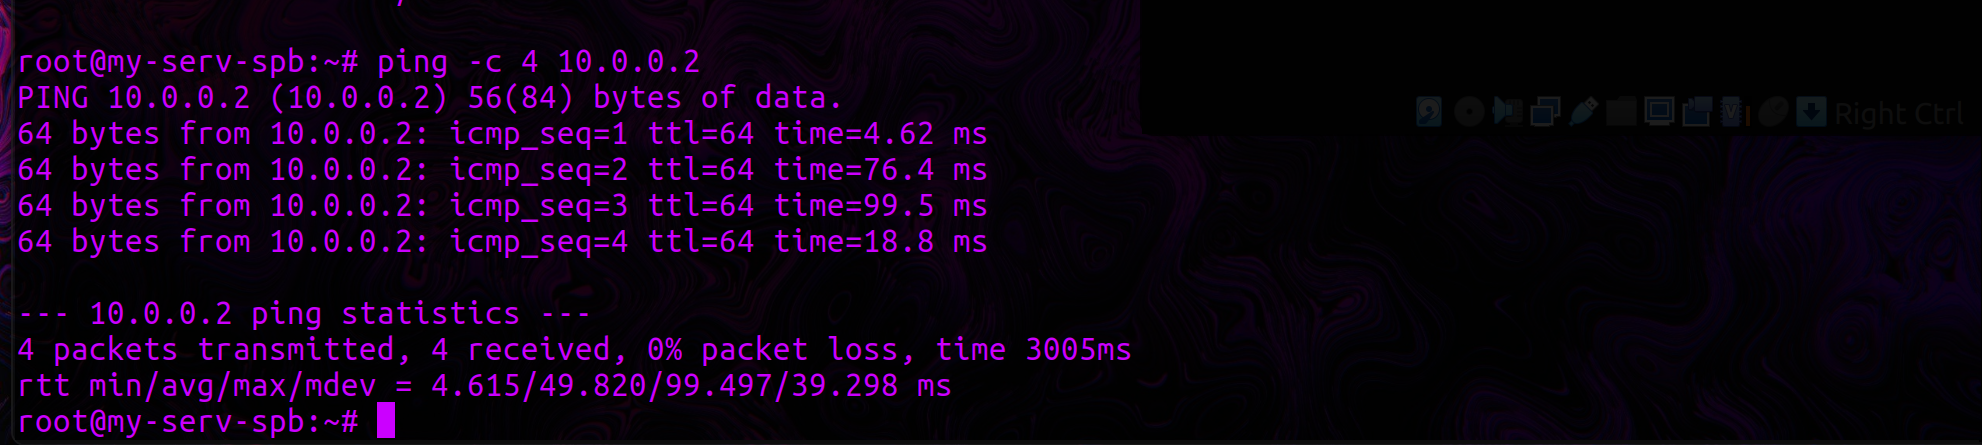 root@my-serv-spb:~# ping -c 4 10.0.0.2
PING 10.0.0.2 (10.0.0.2) 56(84) bytes of data.
64 bytes from 10.0.0.2: icmp_seq=1 ttl=64 time=4.62 ms
64 bytes from 10.0.0.2: icmp_seq=2 ttl=64 time=76.4 ms
64 bytes from 10.0.0.2: icmp_seq=3 ttl=64 time=99.5 ms
64 bytes from 10.0.0.2: icmp_seq=4 ttl=64 time=18.8 ms
--- 10.0.0.2 ping statistics ---
4 packets transmitted, 4 received, 0% packet loss, time 3005ms
rtt min/avg/max/mdev = 4.615/49.820/99.497/39.298 ms
root@my-serv-spb:~#
Right Ctrl